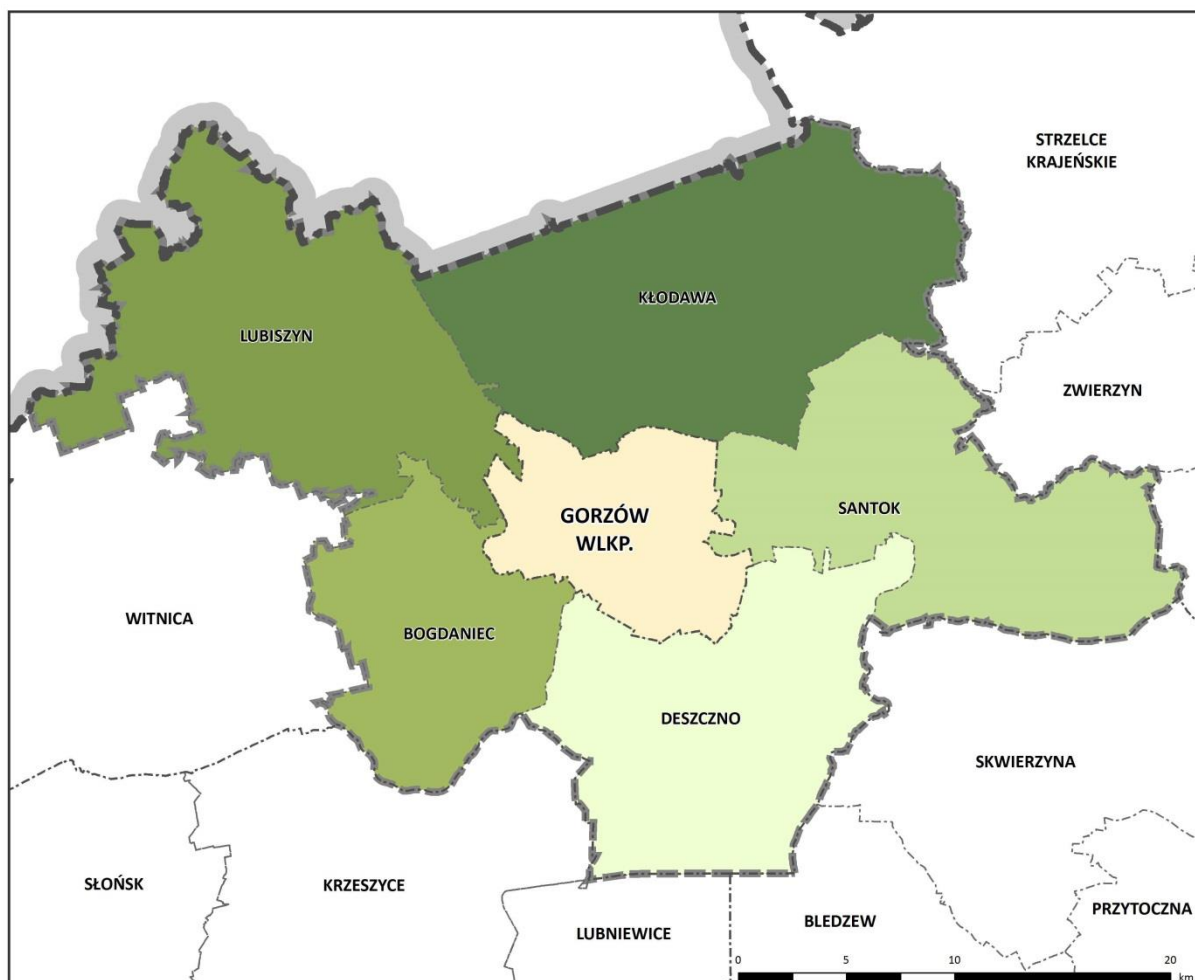 STRZELCE
KRAJEŃSKIE
KŁODAWA
LUBISZYN
ZWIERZYN
GORZÓW
WLKP.
SANTOK
WITNICA
BOGDANIEC
DESZCZNO
SKWIERZYNA
SŁOŃSK
KRZESZYCE
LUBNIEWICE
BLEDZEW
PRZYTOCZNA
0 5 10 20
km